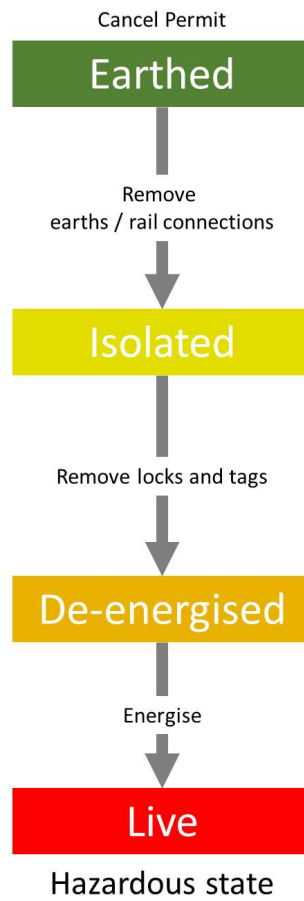 Cancel Permit
Earthed
Remove
earths / rail connections
Isolated
Remove locks and tags
De-energised
Energise
Live
Hazardous state